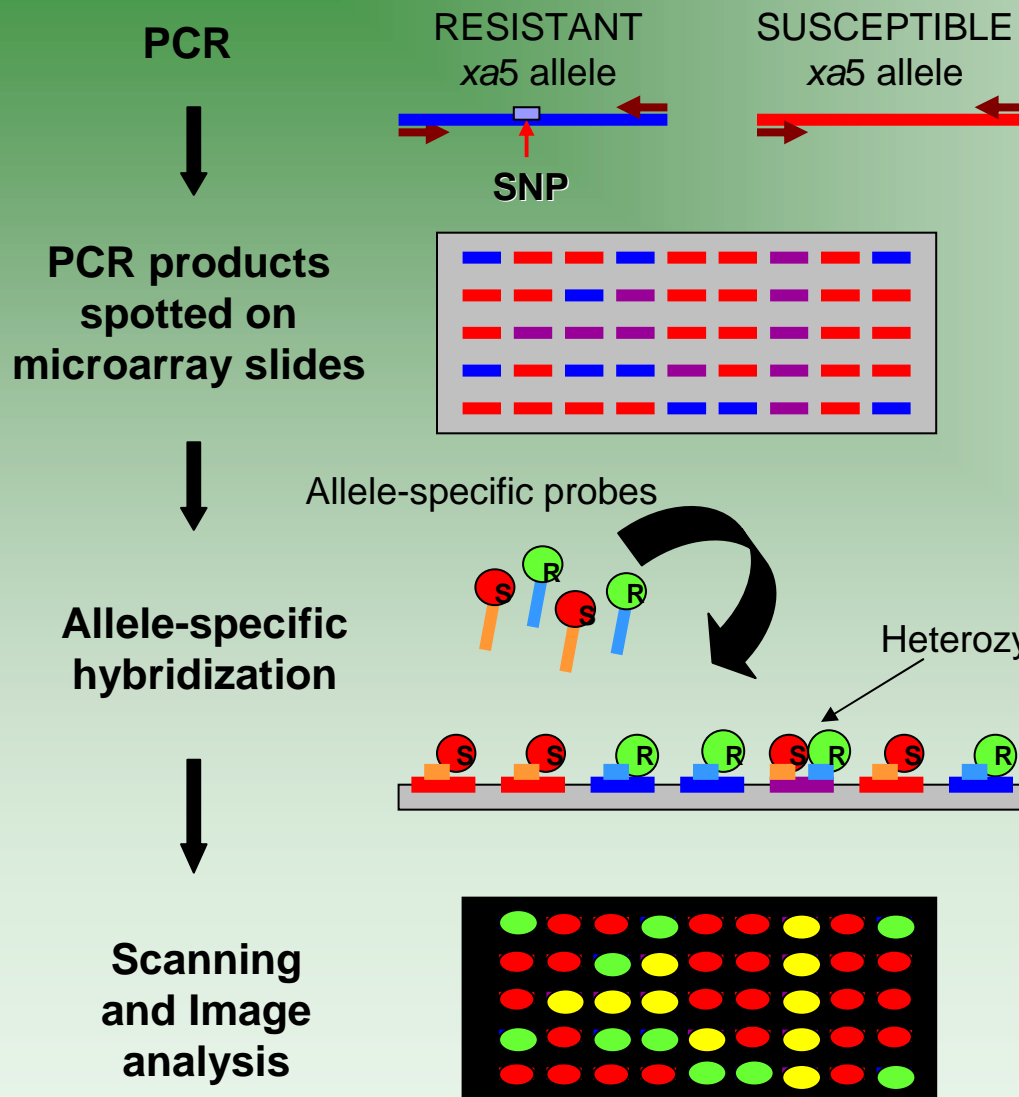 PCR
RESISTANT
xa5 allele
SUSCEPTIBLE
xa5 allele
SNP
PCR products
spotted on
microarray slides
Allele-specific probes
S
R
S
R
Allele-specific
hybridization
Heterozy
S
S
R
R
S
R
S
R
Scanning
and Image
analysis